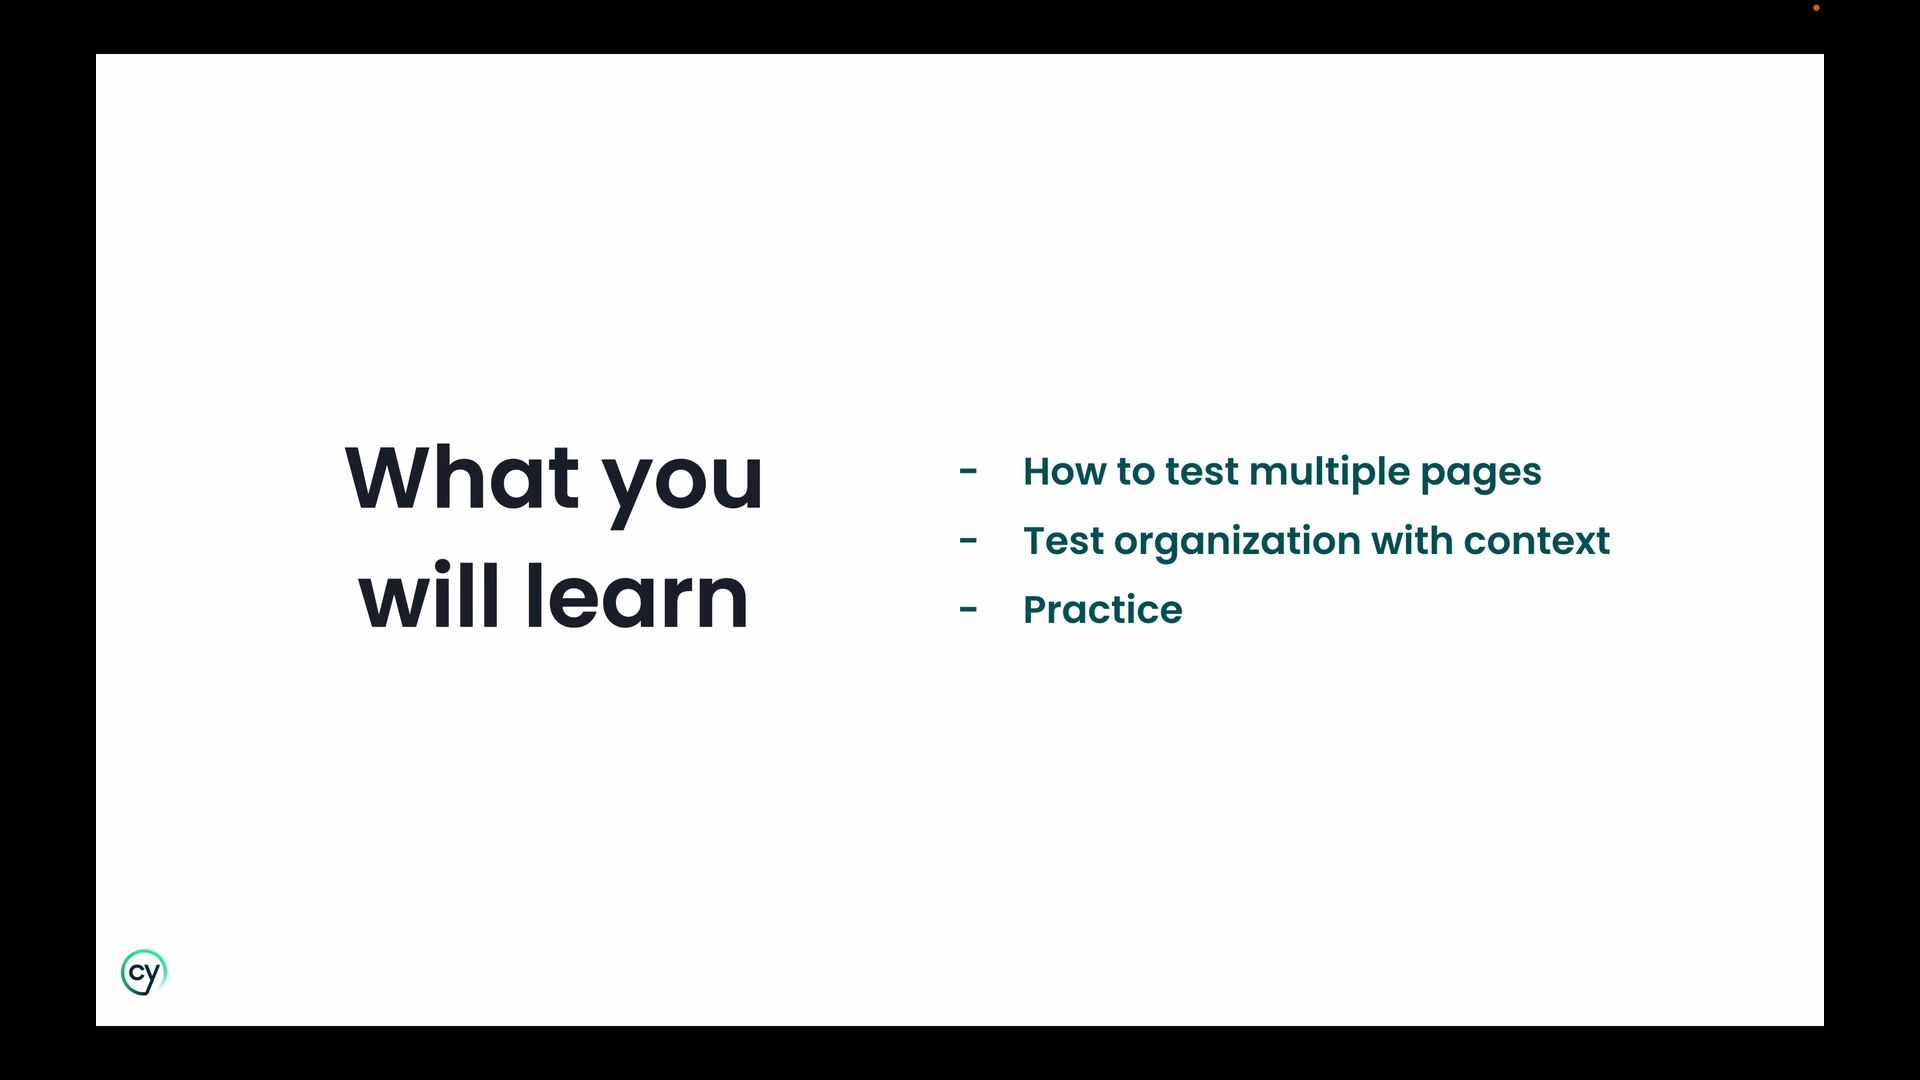 What you
will learn
- How to test multiple pages
- Test organization with context
- Practice
cy